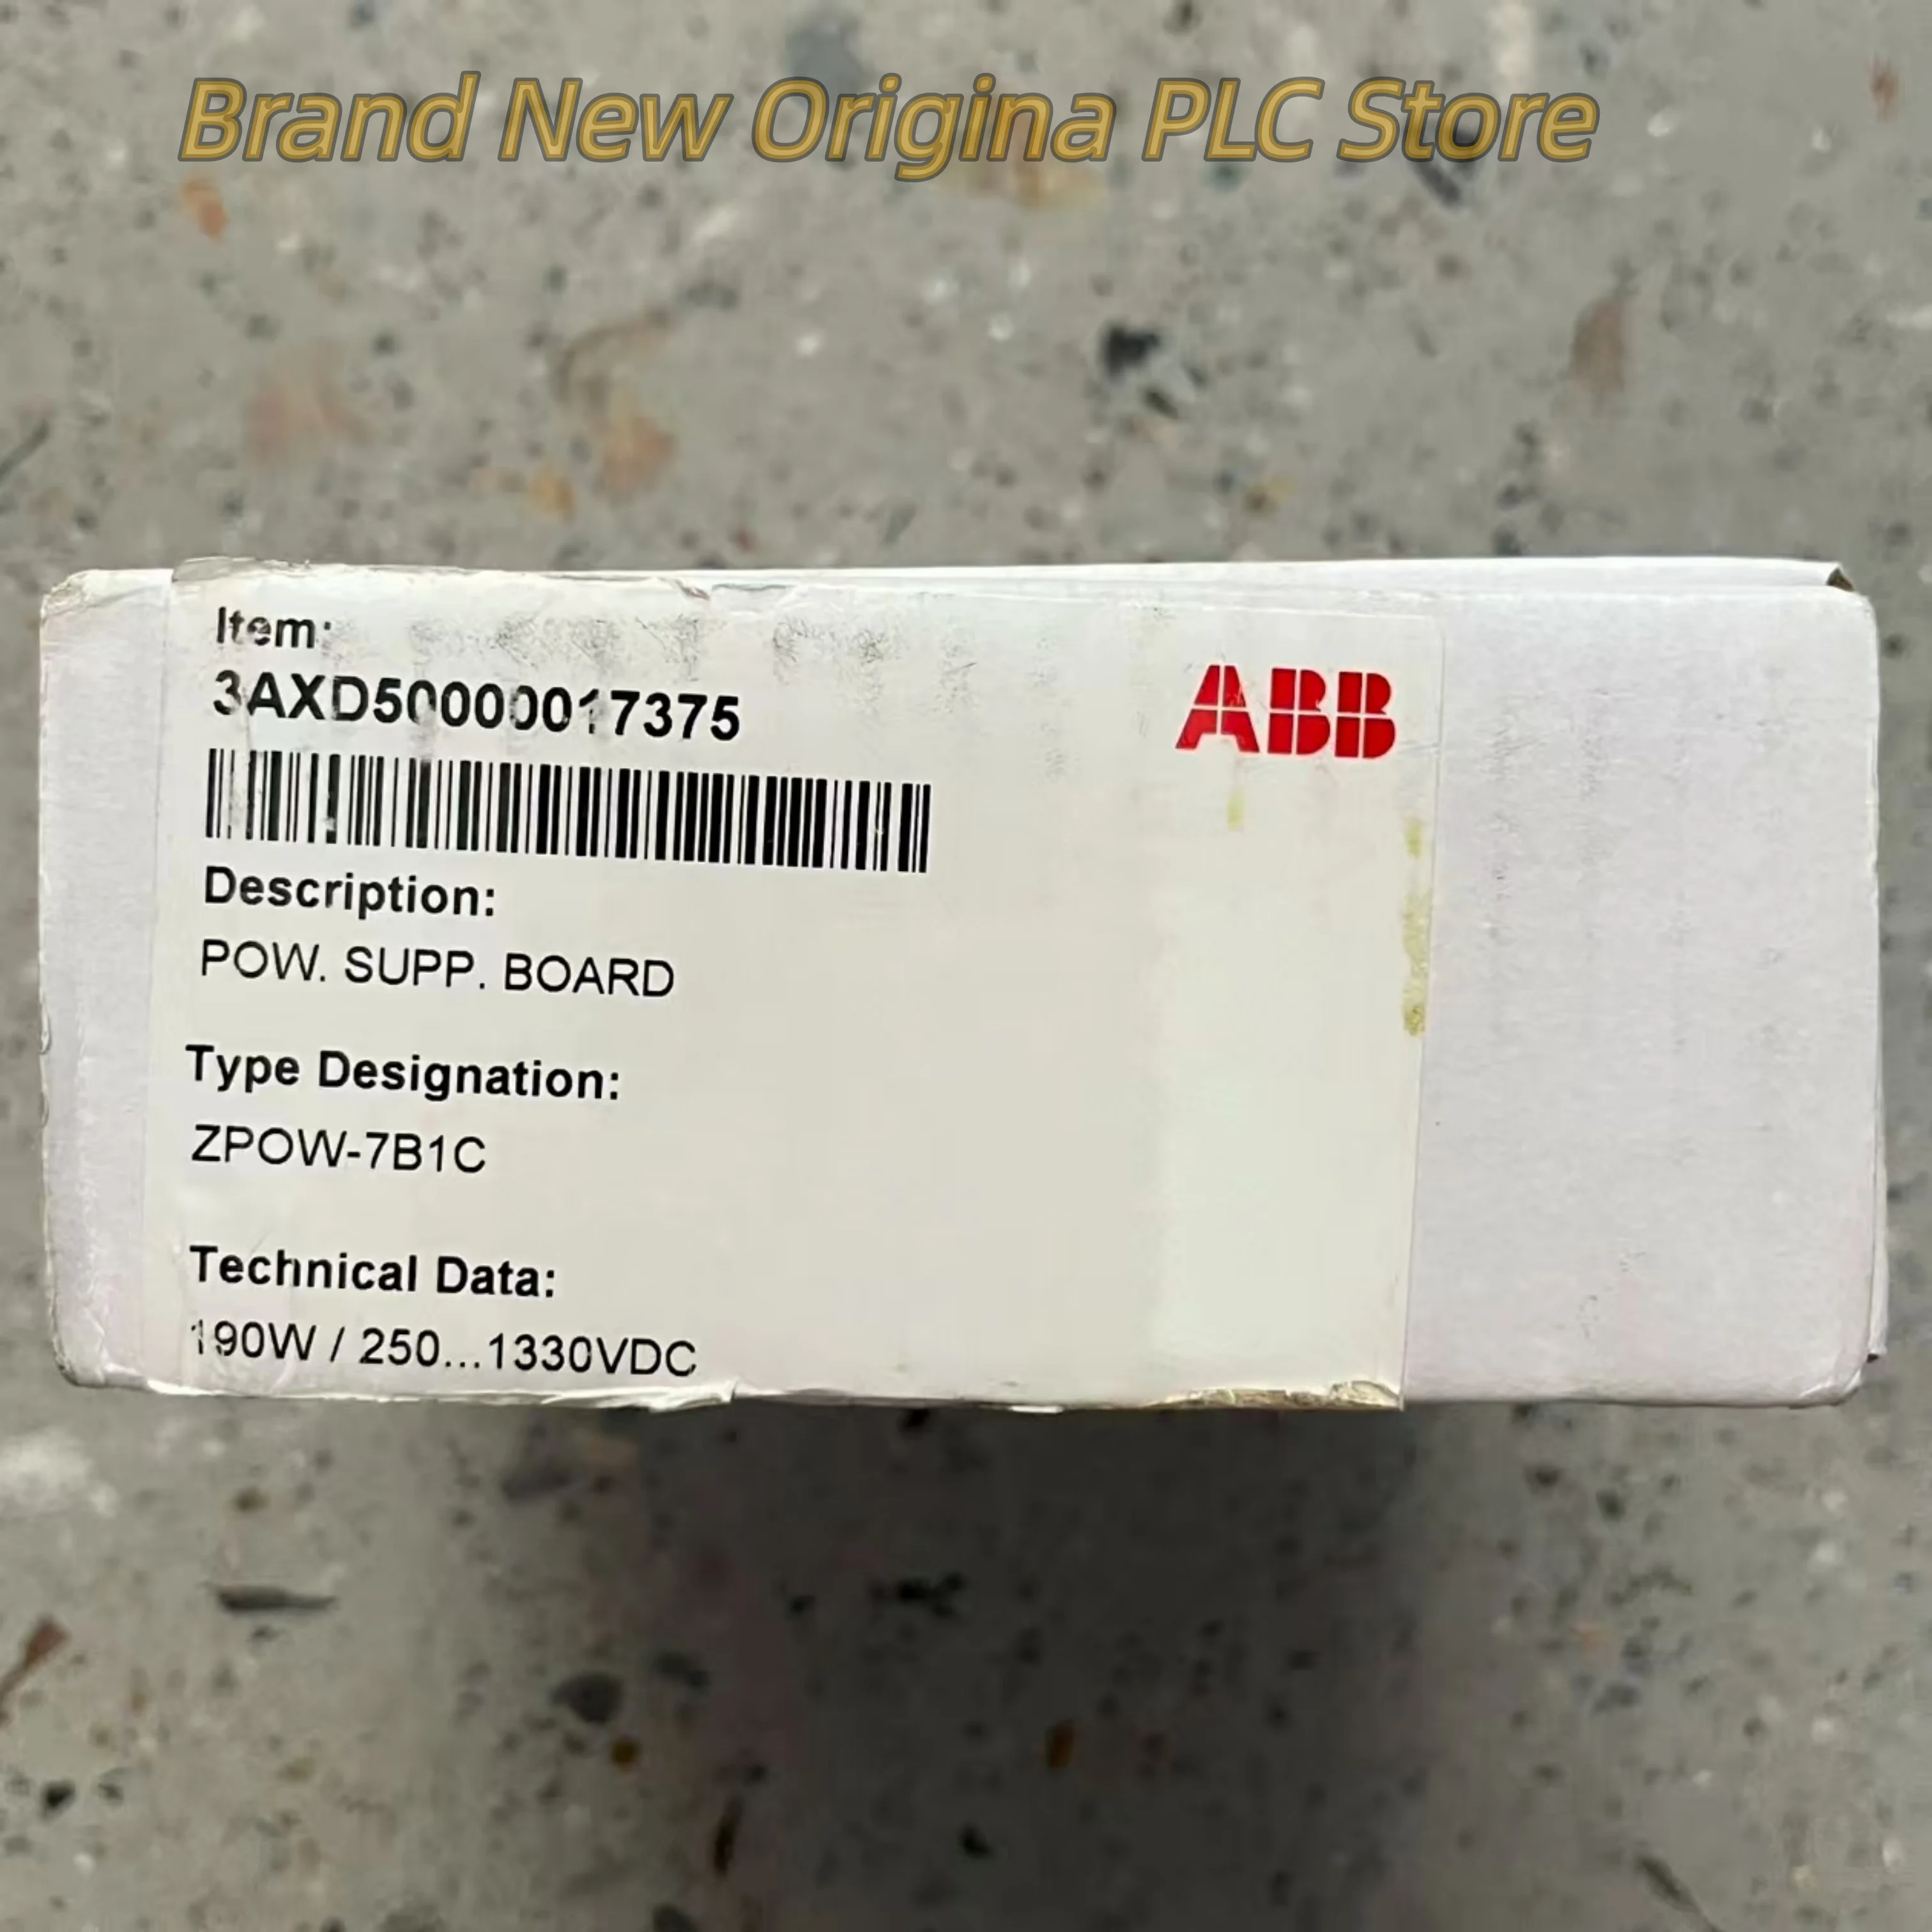 Brand New Origina PLC Store
Item:
3AXD50000017375
ABB
Description:
POW. SUPP. BOARD
Type Designation:
ZPOW-7B1C
Technical Data:
190W / 250...1330VDC